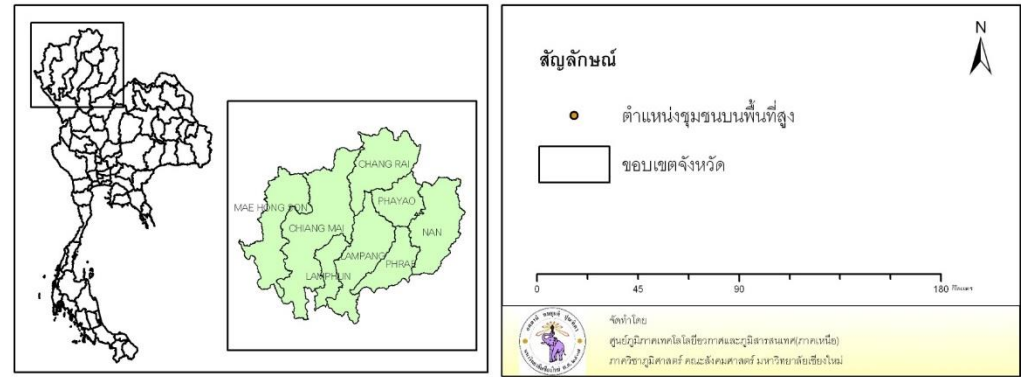 CHANG RAI
MAE HONG SON
PHAYAO
CHIANG MAI
NAN
LAMPANG
PHRAE
LAMPHUN
N
สัญลักษณ์
ตำแหน่งชุมชนบนพื้นที่สูง
ขอบเขตจังหวัด
0 45 90 180 กิโลเมตร
จัดทำโดย
ศูนย์ภูมิภาคเทคโนโลยีอวกาศและภูมิสารสนเทศ(ภาคเหนือ)
ภาควิชาภูมิศาสตร์ คณะสังคมศาสตร์ มหาวิทยาลัยเชียงใหม่